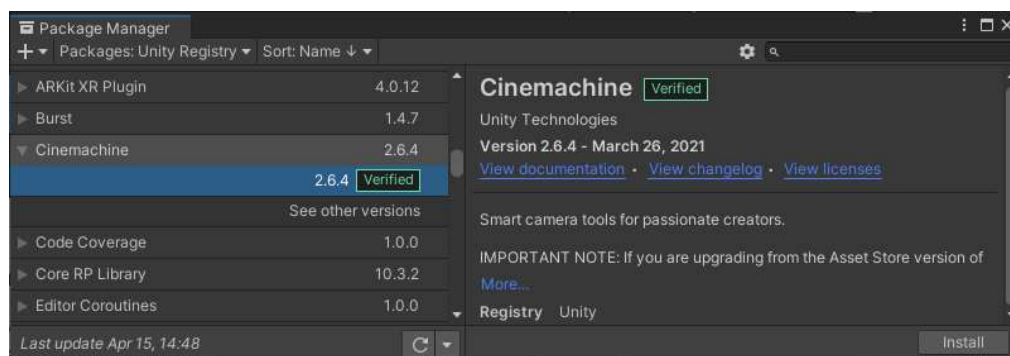 Package Manager
Packages: Unity Registry Sort: Name ↓
ARKit XR Plugin 4.0.12
Burst 1.4.7
Cinemachine 2.6.4
2.6.4 Verified
See other versions
Code Coverage 1.0.0
Core RP Library 10.3.2
Editor Coroutines 1.0.0
Last update Apr 15, 14:48
Cinemachine Verified
Unity Technologies
Version 2.6.4 - March 26, 2021
View documentation • View changelog • View licenses
Smart camera tools for passionate creators.
IMPORTANT NOTE: If you are upgrading from the Asset Store version of
More...
Registry Unity
Install